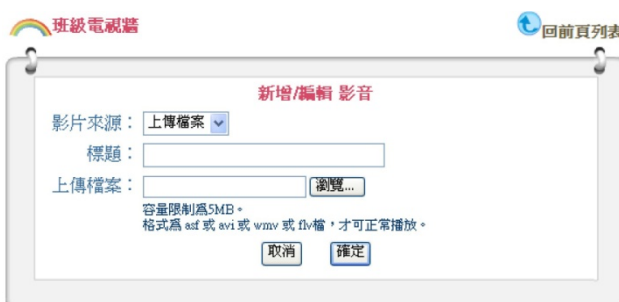 班級電視牆
回前頁列表
新增/編輯 影音
影片來源： 上傳檔案
標題：
上傳檔案： 瀏覽...
容量限制為5MB。
格式為 asf 或 avi 或 wmv 或 flv檔，才可正常播放。
取消 確定